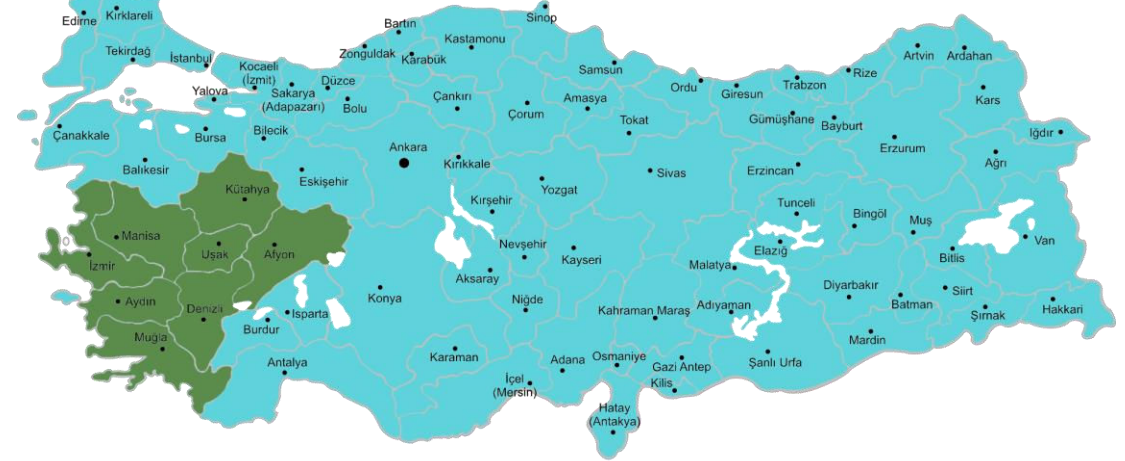 Edirne
Kırklareli
Tekirdağ
İstanbul
Kocaeli
(İzmit)
Sakarya
(Adapazarı)
Düzce
Yalova
Bolu
Zonguldak
Bartın
Karabük
Kastamonu
Sinop
Çankırı
Çorum
Samsun
Amasya
Tokat
Ordu
Giresun
Trabzon
Rize
Artvin
Ardahan
Kars
Gümüşhane
Bayburt
Erzurum
Iğdır
Ağrı
Çanakkale
Balıkesir
Bursa
Bilecik
Eskişehir
Ankara
Kırıkkale
Kırşehir
Yozgat
Sivas
Erzincan
Tunceli
Bingöl
Muş
Bitlis
Van
Kütahya
Manisa
Uşak
Afyon
İzmir
Aydın
Denizli
Muğla
Burdur
Isparta
Antalya
Konya
Aksaray
Nevşehir
Niğde
Kayseri
Malatya
Elazığ
Adıyaman
Kahraman Maraş
Diyarbakır
Batman
Siirt
Şırnak
Hakkari
Mardin
Şanlı Urfa
Gazi Antep
Kilis
Osmaniye
Adana
Karaman
İçel
(Mersin)
Hatay
(Antakya)